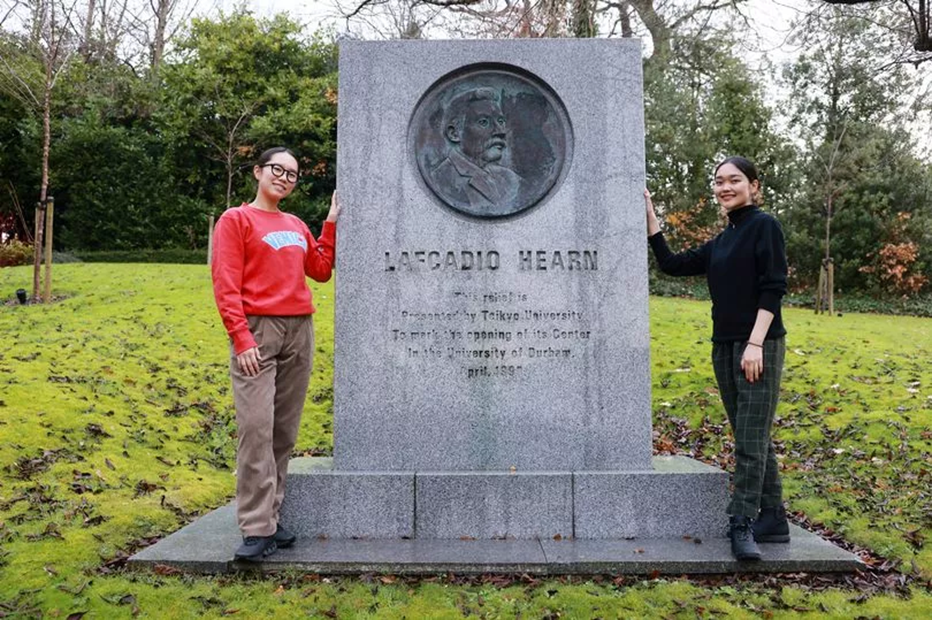 LAFCADIO HEARN
This relief is
Presented by Teikyo University
To mark the opening of its Center
In the University of Durham,
April,